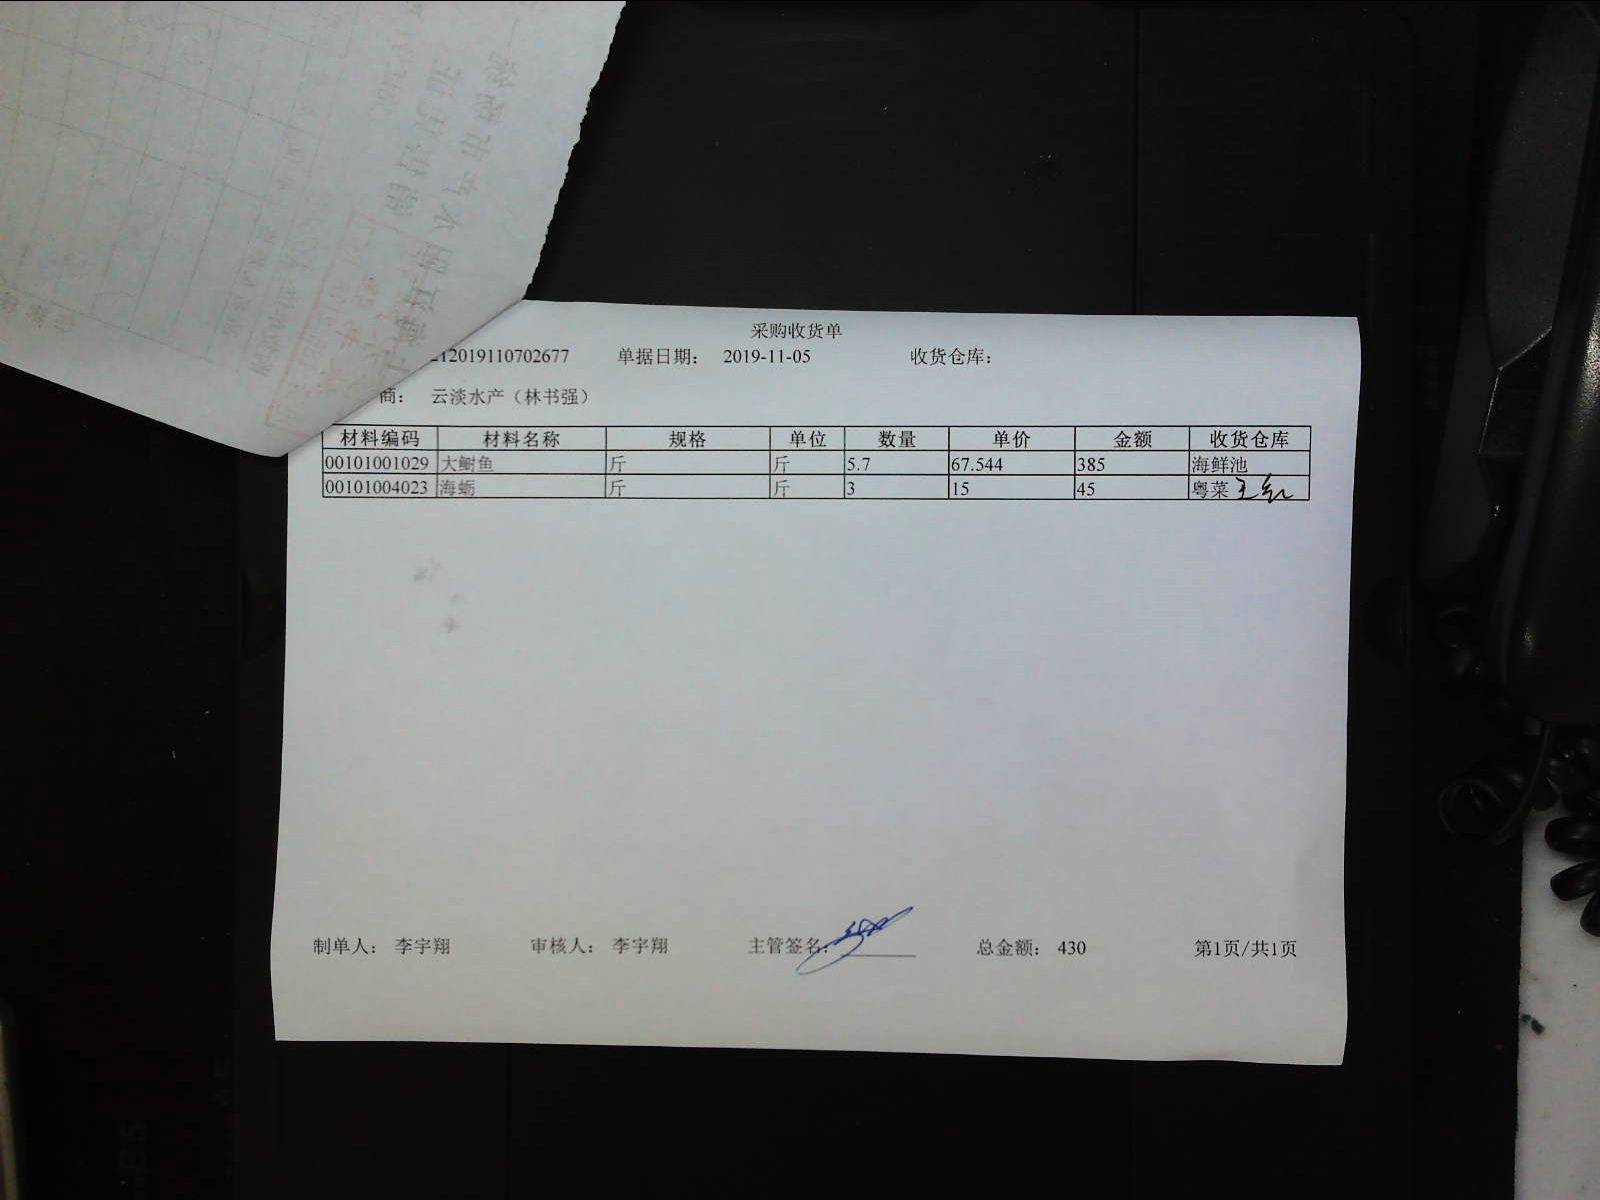 采购收货单
12019110702677 单据日期： 2019-11-05 收货仓库：
商： 云淡水产（林书强）
材料编码 材料名称 规格 单位 数量 单价 金额 收货仓库
00101001029 大鲥鱼 斤 斤 5.7 67.544 385 海鲜池
00101004023 海蛎 斤 斤 3 15 45 粤菜
制单人： 李宇翔 审核人： 李宇翔 主管签名： 总金额： 430 第1页/共1页